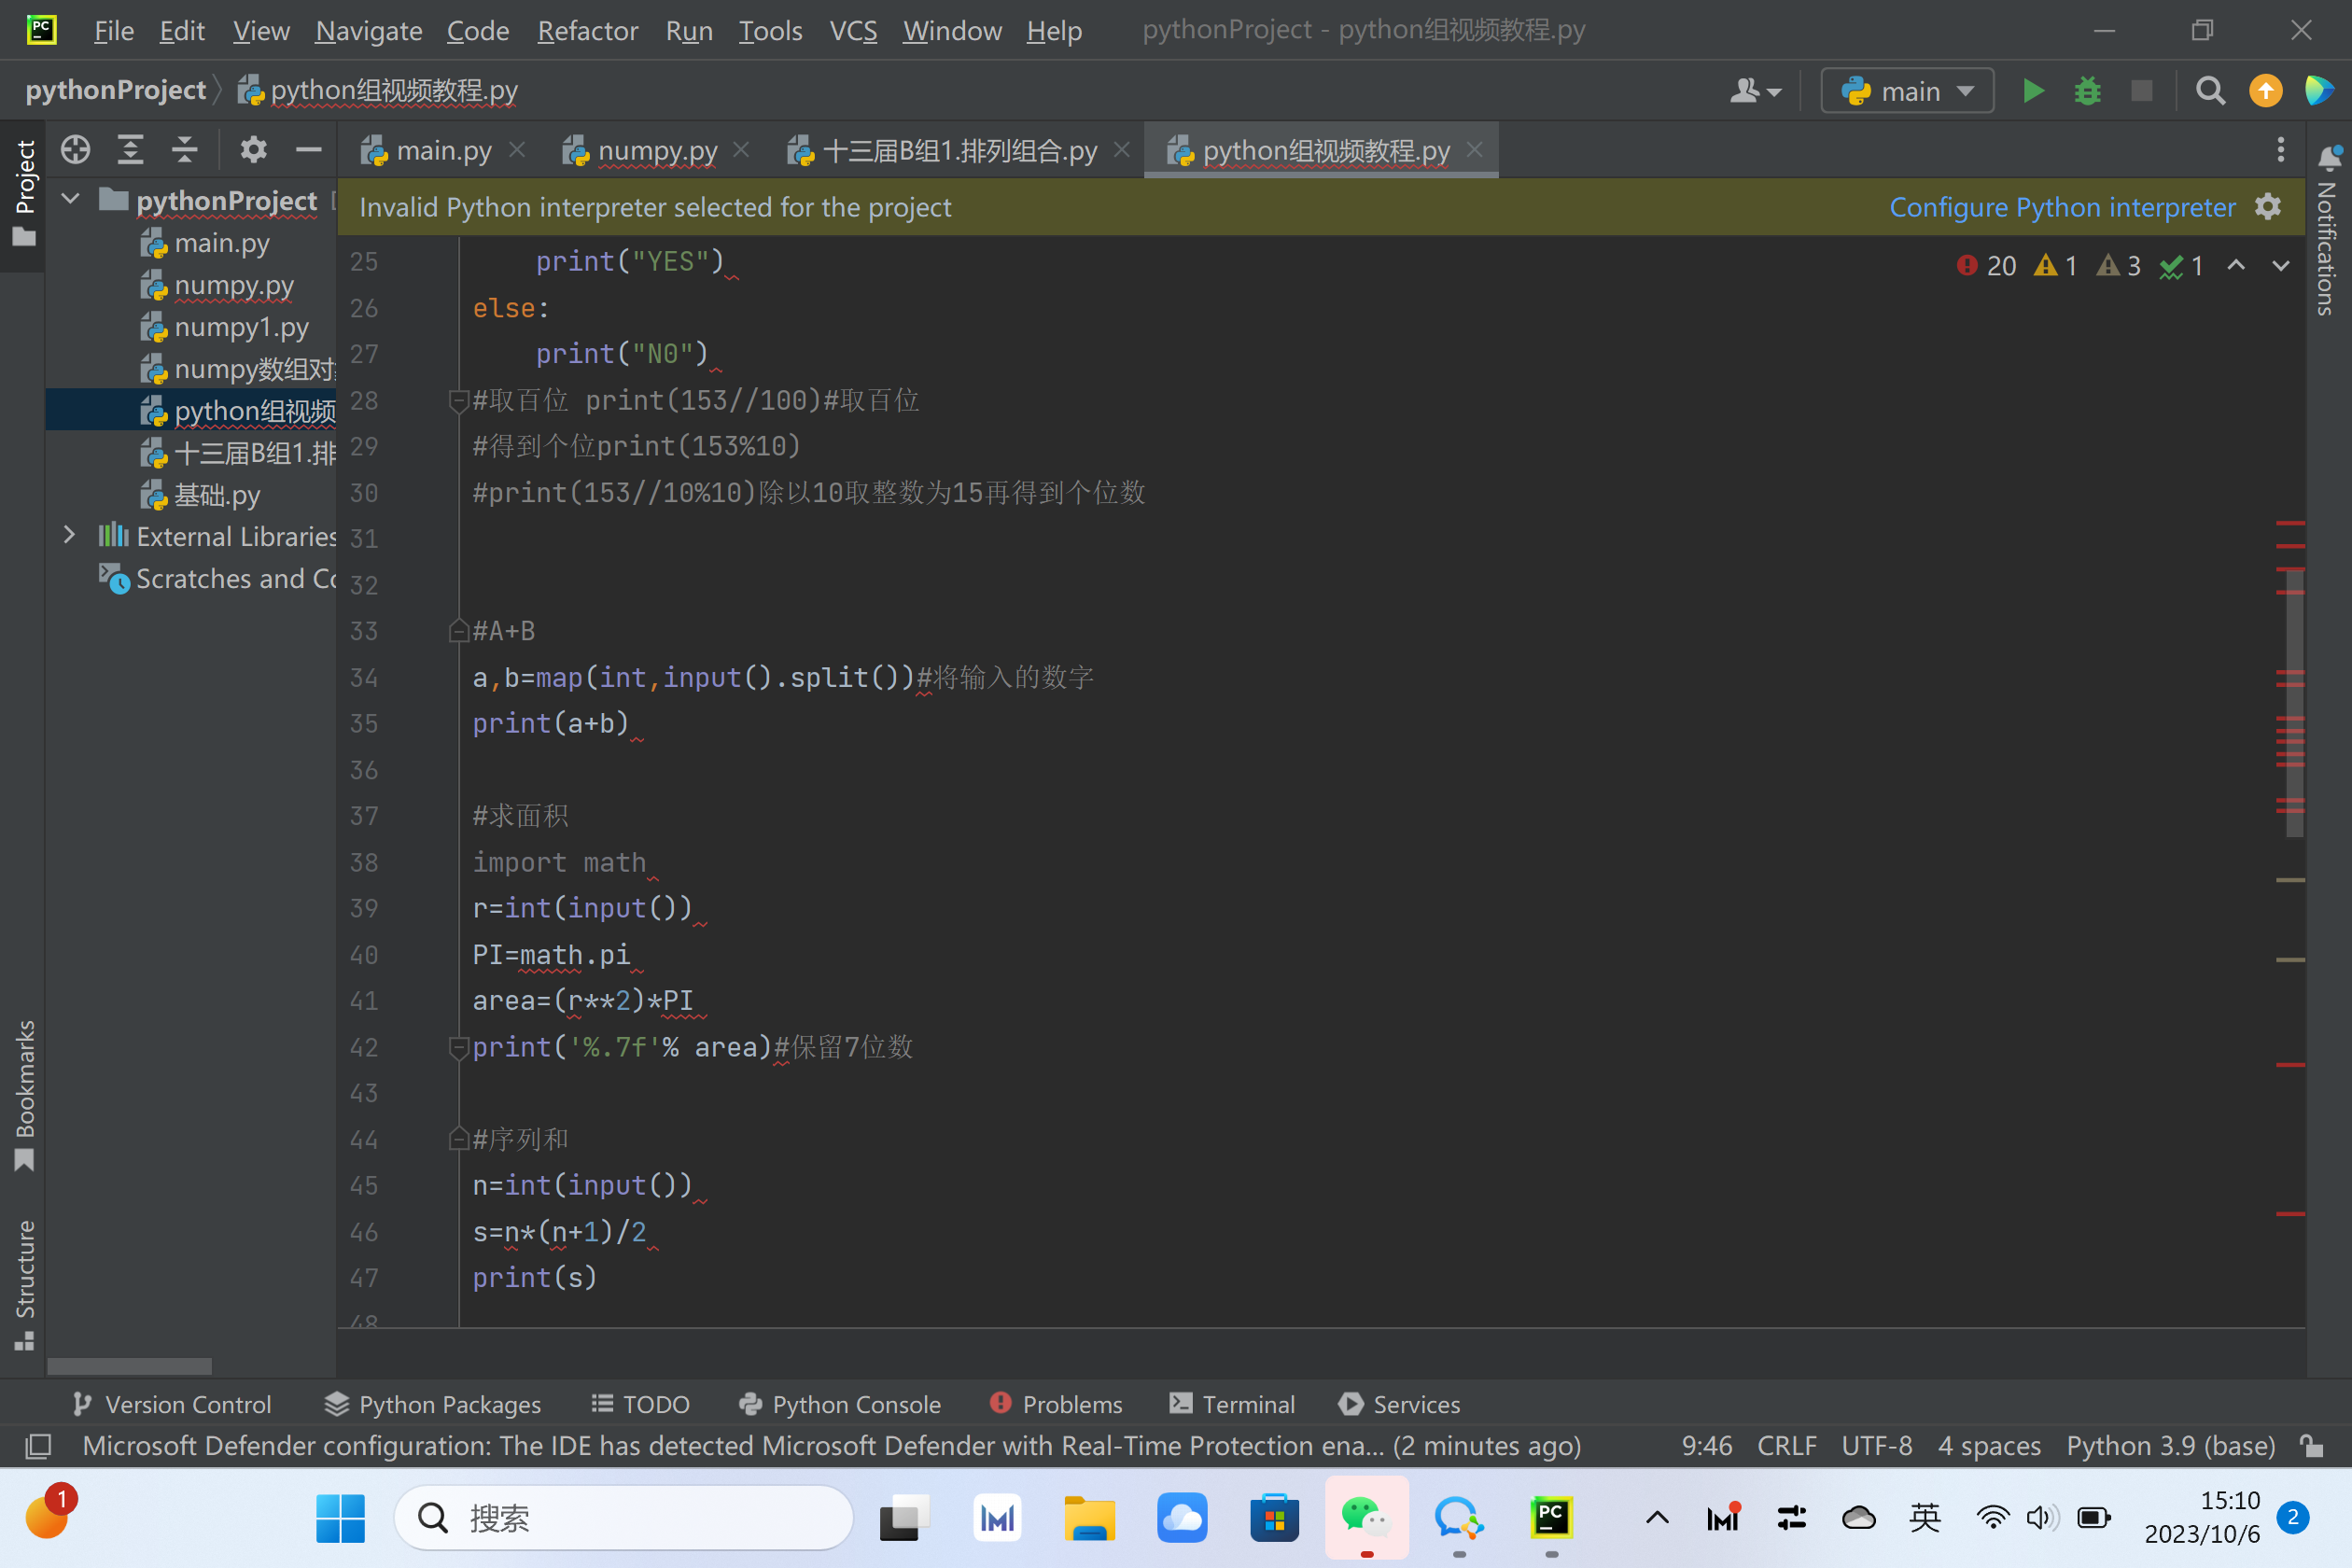 PC File Edit View Navigate Code Refactor Run Tools VCS Window Help pythonProject - python组视频教程.py
pythonProject python组视频教程.py main
Project
main.py numpy.py 十三届B组1.排列组合.py python组视频教程.py
pythonProject
main.py
numpy.py
numpy1.py
numpy数组对
python组视频
十三届B组1.排
基础.py
External Libraries
Scratches and Co
Invalid Python interpreter selected for the project Configure Python interpreter
Notifications
20 1 3 1
25 print("YES")
26 else:
27 print("N0")
28 #取百位 print(153//100)#取百位
29 #得到个位print(153%10)
30 #print(153//10%10)除以10取整数为15再得到个位数
31
32
33 #A+B
34 a,b=map(int,input().split())#将输入的数字
35 print(a+b)
36
37 #求面积
38 import math
39 r=int(input())
40 PI=math.pi
41 area=(r**2)*PI
42 print('%.7f'% area)#保留7位数
43
44 #序列和
45 n=int(input())
46 s=n*(n+1)/2
47 print(s)
48
Bookmarks
Structure
Version Control Python Packages TODO Python Console Problems Terminal Services
Microsoft Defender configuration: The IDE has detected Microsoft Defender with Real-Time Protection ena... (2 minutes ago) 9:46 CRLF UTF-8 4 spaces Python 3.9 (base)
1 搜索 PC 英 15:10
2023/10/6 2